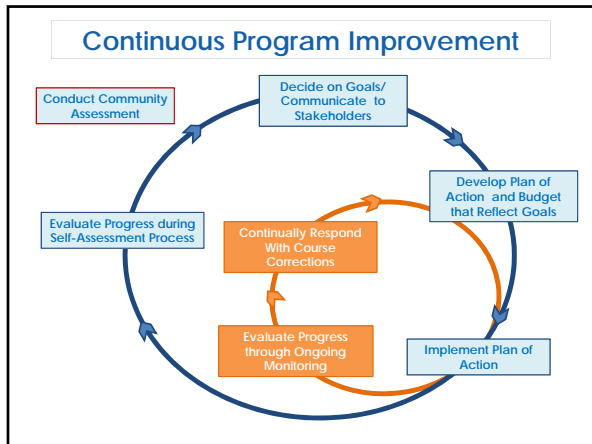 Continuous Program Improvement
Conduct Community
Assessment
Decide on Goals/
Communicate to
Stakeholders
Develop Plan of
Action and Budget
that Reflect Goals
Evaluate Progress during
Self-Assessment Process
Continually Respond
With Course
Corrections
Evaluate Progress
through Ongoing
Monitoring
Implement Plan of
Action